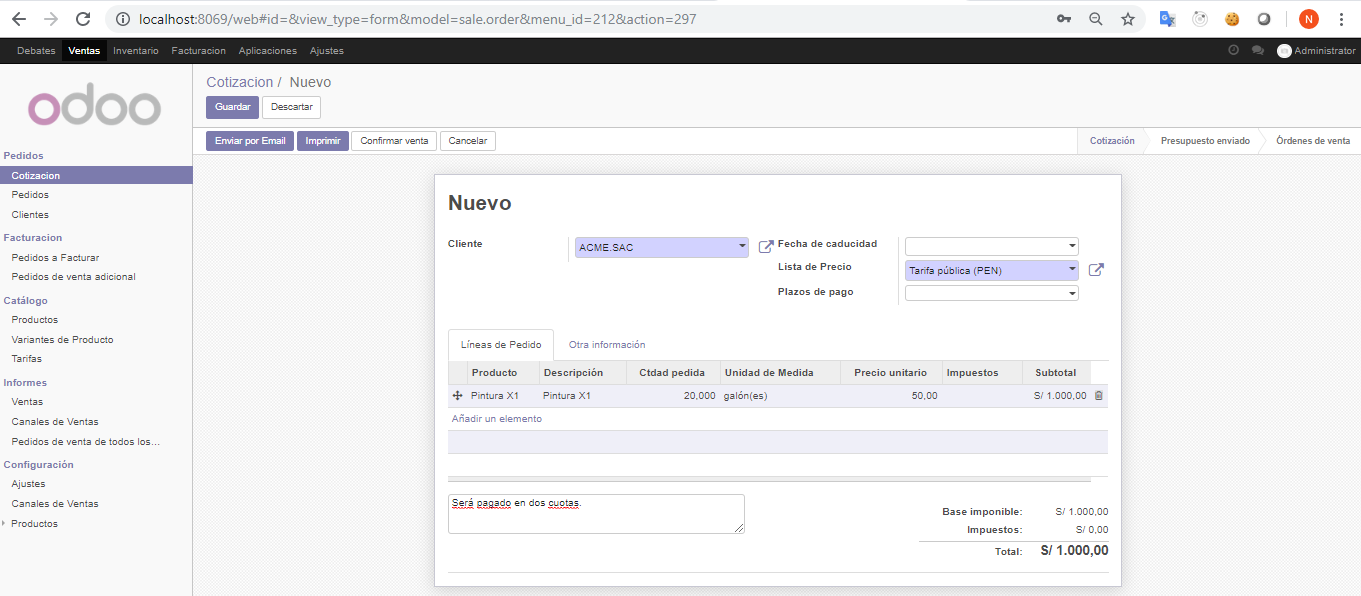 localhost:8069/web#id=&view_type=form&model=sale.order&menu_id=212&action=297
N
Debates Ventas Inventario Facturacion Aplicaciones Ajustes Administrator
odoo
Pedidos
Cotizacion
Pedidos
Clientes
Facturacion
Pedidos a Facturar
Pedidos de venta adicional
Catálogo
Productos
Variantes de Producto
Tarifas
Informes
Ventas
Canales de Ventas
Pedidos de venta de todos los...
Configuración
Ajustes
Canales de Ventas
Productos
Cotizacion / Nuevo
Guardar Descartar
Enviar por Email Imprimir Confirmar venta Cancelar Cotización Presupuesto enviado Órdenes de venta
Nuevo
Cliente ACME.SAC Fecha de caducidad
Lista de Precio Tarifa pública (PEN)
Plazos de pago
Líneas de Pedido Otra información
Producto Descripción Ctdad pedida Unidad de Medida Precio unitario Impuestos Subtotal
Pintura X1 Pintura X1 20,000 galón(es) 50,00 S/ 1.000,00
Añadir un elemento
Será pagado en dos cuotas.
Base imponible: S/ 1.000,00
Impuestos: S/ 0,00
Total: S/ 1.000,00